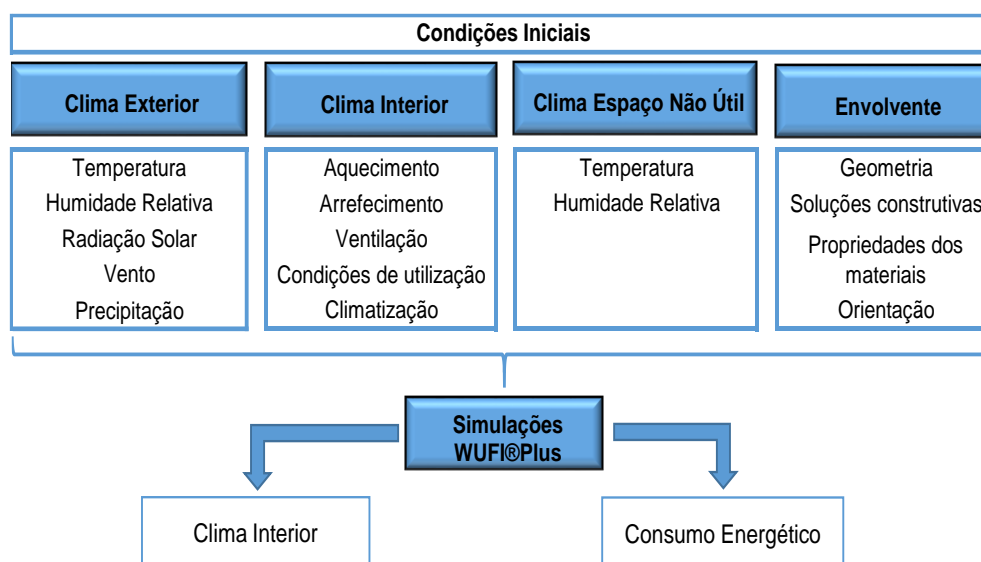 Condições Iniciais
Clima Exterior
Temperatura
Humidade Relativa
Radiação Solar
Vento
Precipitação
Clima Interior
Aquecimento
Arrefecimento
Ventilação
Condições de utilização
Climatização
Clima Espaço Não Útil
Temperatura
Humidade Relativa
Envolvente
Geometria
Soluções construtivas
Propriedades dos
materiais
Orientação
Simulações
WUFI®Plus
Clima Interior
Consumo Energético